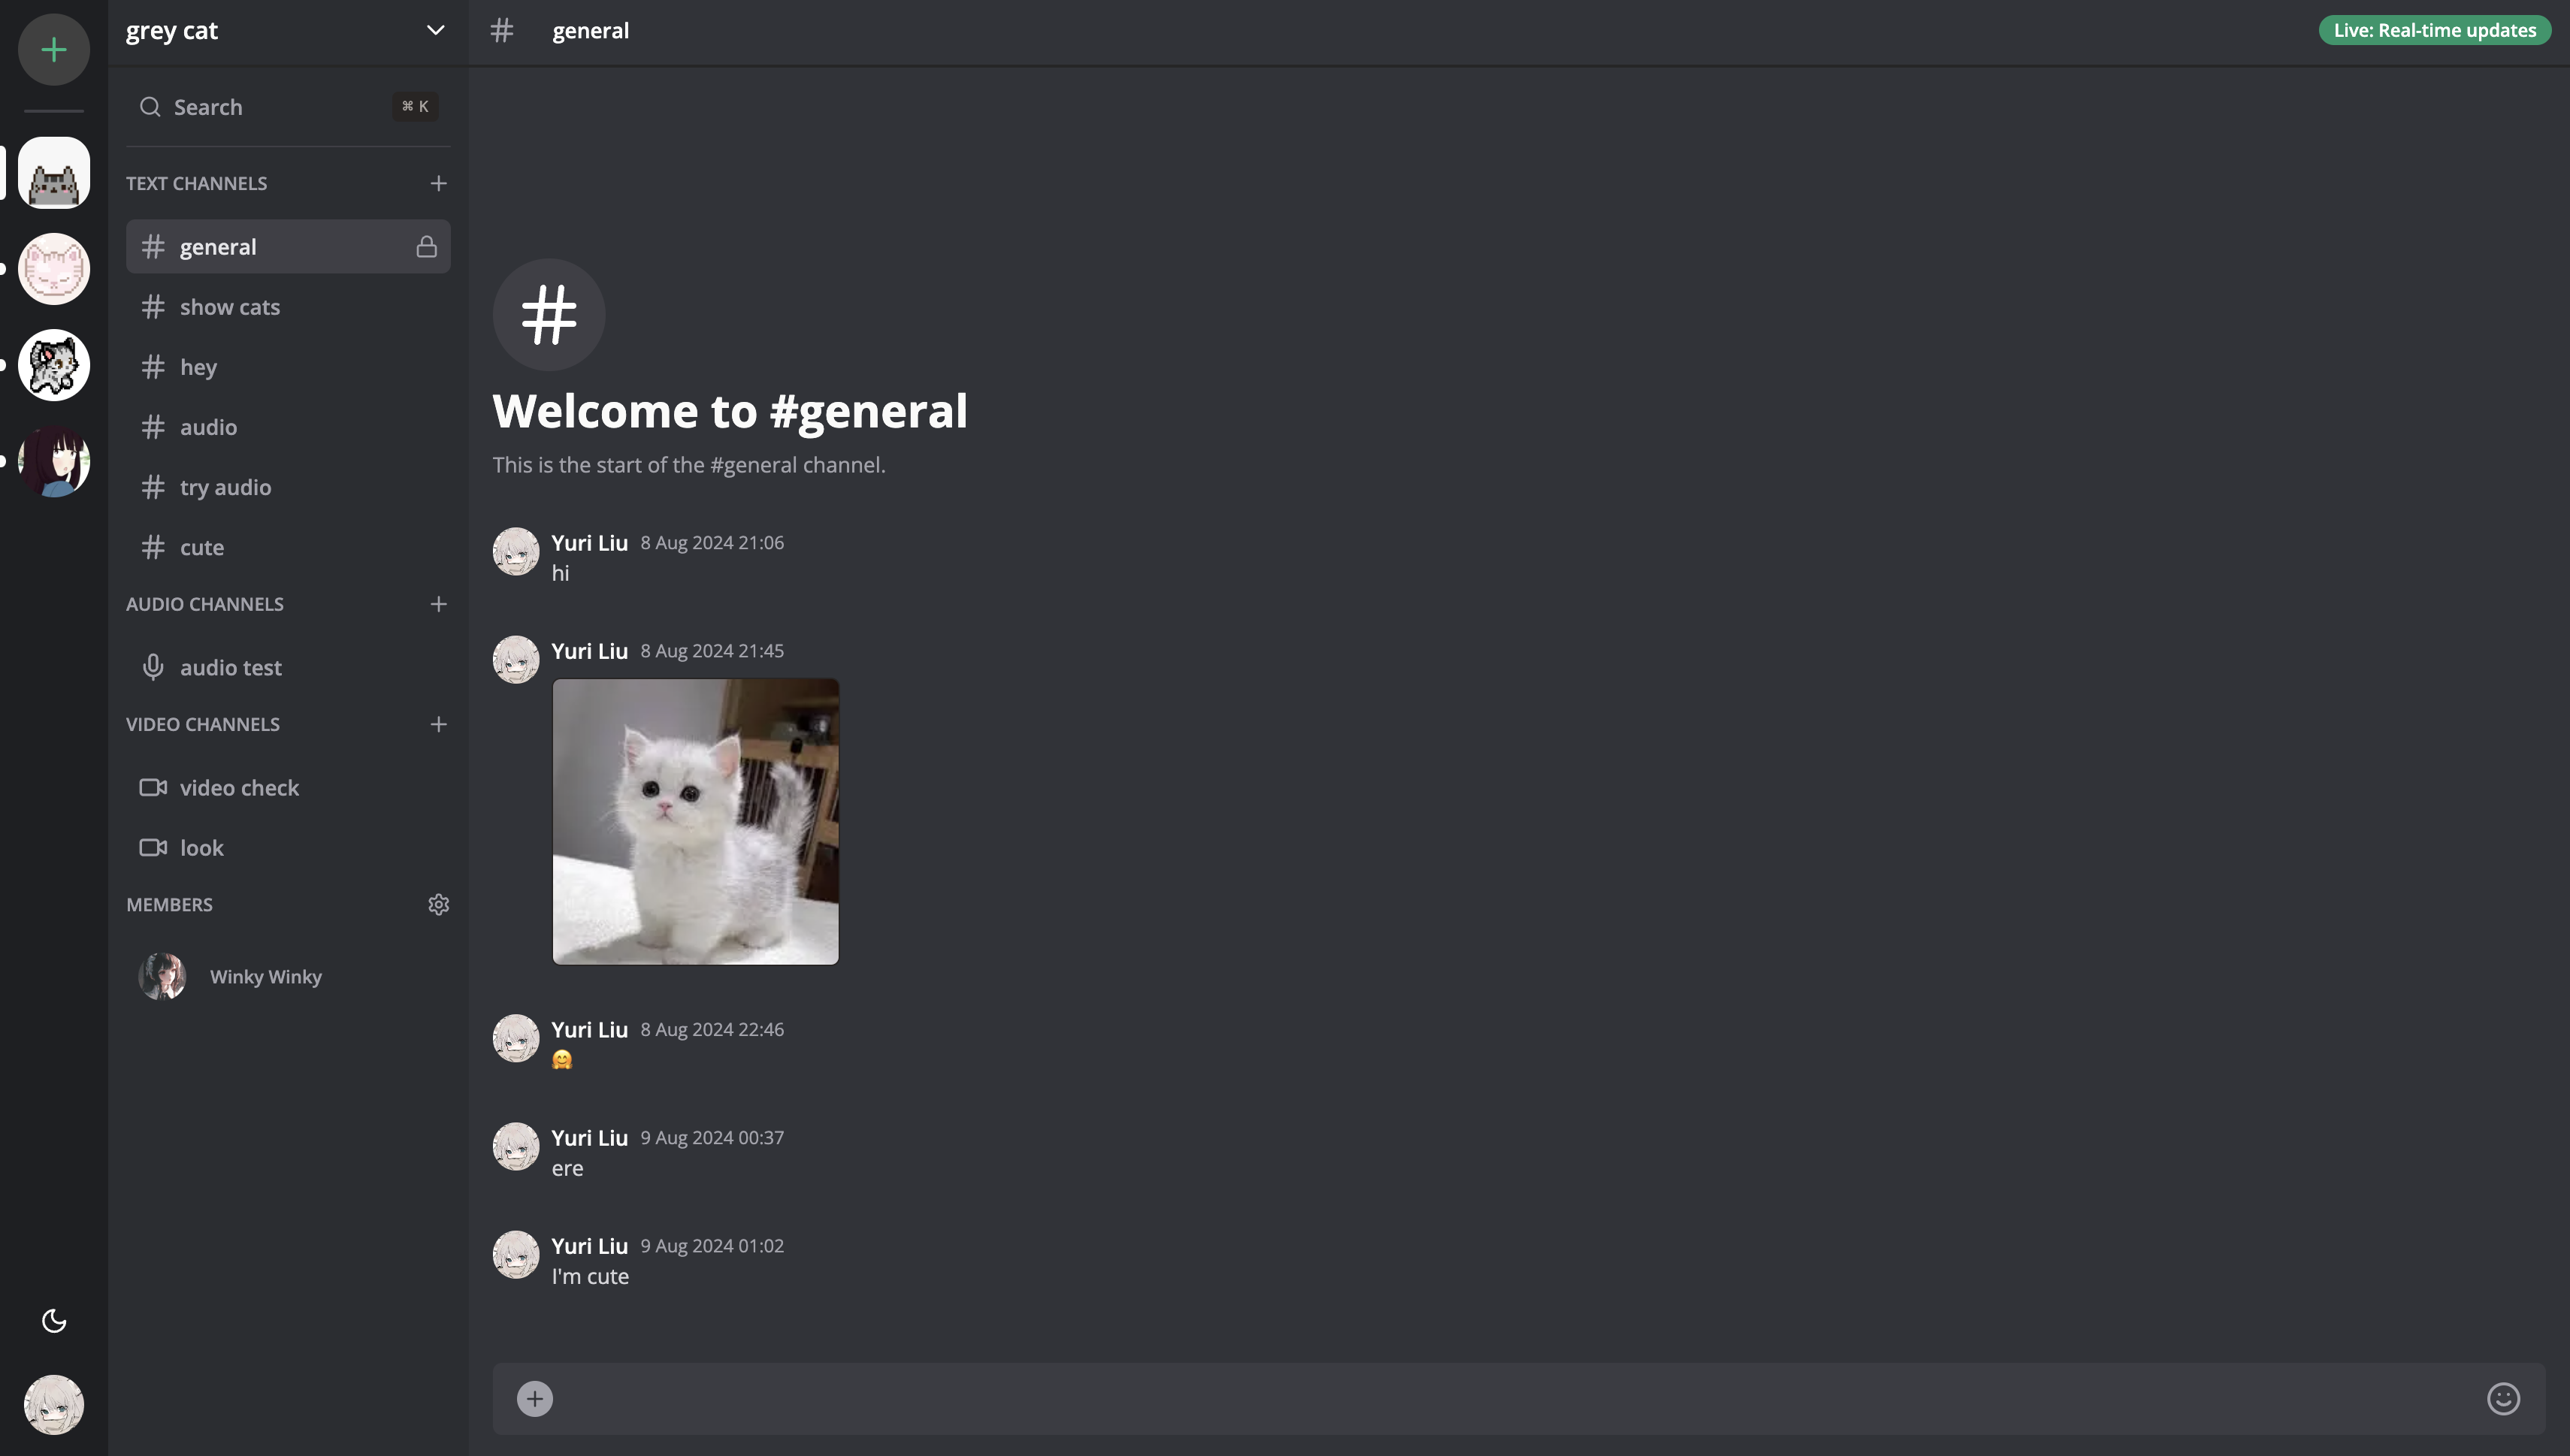 grey cat
Search
⌘ K
TEXT CHANNELS
general
show cats
hey
audio
try audio
cute
AUDIO CHANNELS
audio test
VIDEO CHANNELS
video check
look
MEMBERS
Winky Winky
# general
Live: Real-time updates
#
Welcome to #general
This is the start of the #general channel.
Yuri Liu 8 Aug 2024 21:06
hi
Yuri Liu 8 Aug 2024 21:45
Yuri Liu 8 Aug 2024 22:46
🤗
Yuri Liu 9 Aug 2024 00:37
ere
Yuri Liu 9 Aug 2024 01:02
I'm cute